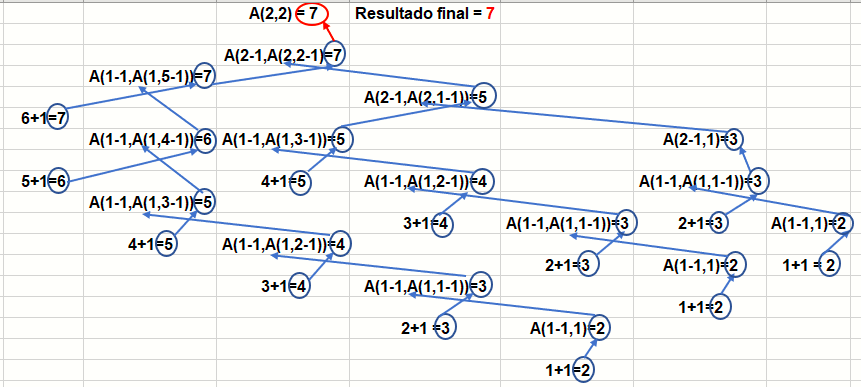 A(2,2) = 7 Resultado final = 7
A(2-1,A(2,2-1))=7
A(1-1,A(1,5-1))=7
A(2-1,A(2,1-1))=5
6+1=7
A(1-1,A(1,4-1))=6 A(1-1,A(1,3-1))=5 A(2-1,1)=3
5+1=6 4+1=5 A(1-1,A(1,2-1))=4 A(1-1,A(1,1-1))=3
A(1-1,A(1,3-1))=5
3+1=4 A(1-1,A(1,1-1))=3 2+1=3 A(1-1,1)=2
4+1=5 A(1-1,A(1,2-1))=4
2+1=3 A(1-1,1)=2 1+1 = 2
3+1=4 A(1-1,A(1,1-1))=3
1+1=2
2+1 =3 A(1-1,1)=2
1+1=2